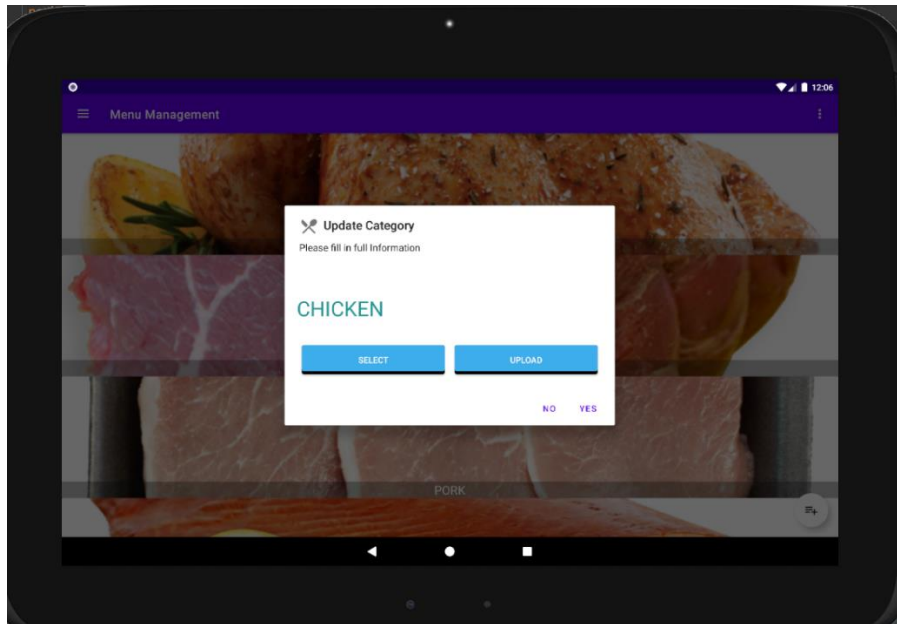 12:06
Menu Management
Update Category
Please fill in full Information
CHICKEN
SELECT UPLOAD
NO YES
PORK